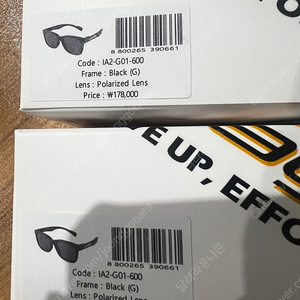 8 800265 390661
Code : IA2-G01-600
Frame : Black (G)
Lens : Polarized Lens
Price : ₩178,000
VE UP, EFFO
8 800265 390661
Code : IA2-G01-600
Frame : Black (G)
Lens : Polarized Lens